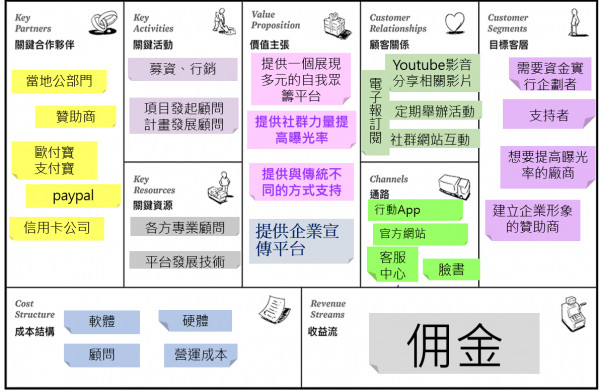 Key
Partners
關鍵合作夥伴
當地公部門
贊助商
歐付寶
支付寶
paypal
信用卡公司
Key
Activities
關鍵活動
募資、行銷
項目發起顧問
計畫發展顧問
Key
Resources
關鍵資源
各方專業顧問
平台發展技術
Value
Proposition
價值主張
提供一個展現
多元的自我眾
籌平台
提供社群力量提
高曝光率
提供與傳統不
同的方式支持
提供企業宣
傳平台
Customer
Relationships
顧客關係
電子報訂閱
Youtube影音
分享相關影片
定期舉辦活動
社群網站互動
Channels
通路
行動App
官方網站
客服
中心
臉書
Customer
Segments
目標客層
需要資金實
行企劃者
支持者
想要提高曝光
率的廠商
建立企業形象
的贊助商
Cost
Structure
成本結構
軟體
硬體
顧問
營運成本
Revenue
Streams
收益流
佣金